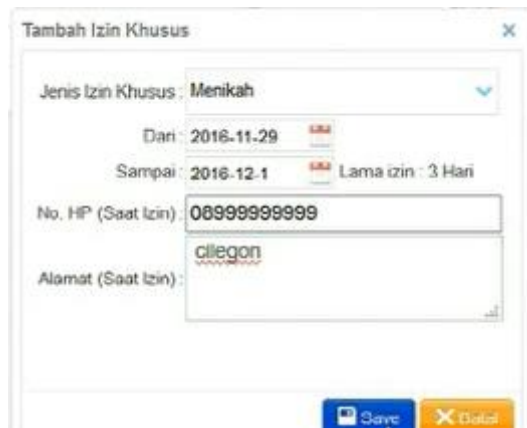 Tambah Izin Khusus
Jenis Izin Khusus : Menikah
Dari : 2016-11-29
Sampai : 2016-12-1 Lama izin : 3 Hari
No. HP (Saat Izin) : 08999999999
Alamat (Saat Izin) : cilegon
Save Batal